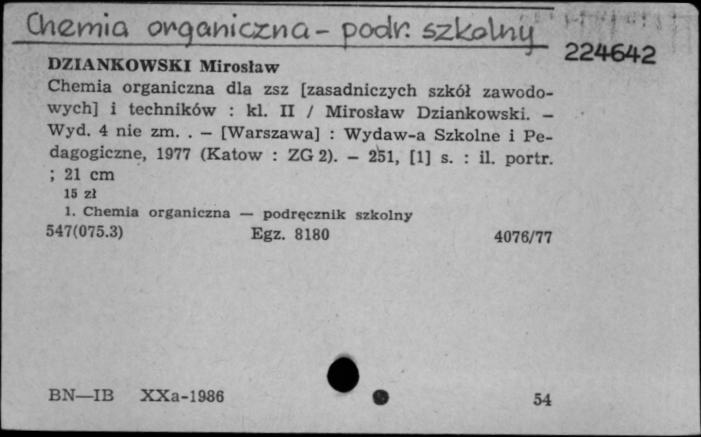 Chemia organiczna - podr. szkolny
224642
DZIANKOWSKI Mirosław
Chemia organiczna dla zsz [zasadniczych szkół zawodo-
wych] i techników : kl. II / Mirosław Dziankowski. —
Wyd. 4 nie zm. . — [Warszawa] : Wydaw-a Szkolne i Pe-
dagogiczne, 1977 (Katow : ZG 2). — 251, [1] s. : il. portr.
; 21 cm
15 zł
1. Chemia organiczna — podręcznik szkolny
547(075.3) Egz. 8180 4076/77
BN—IB XXa-1986 54